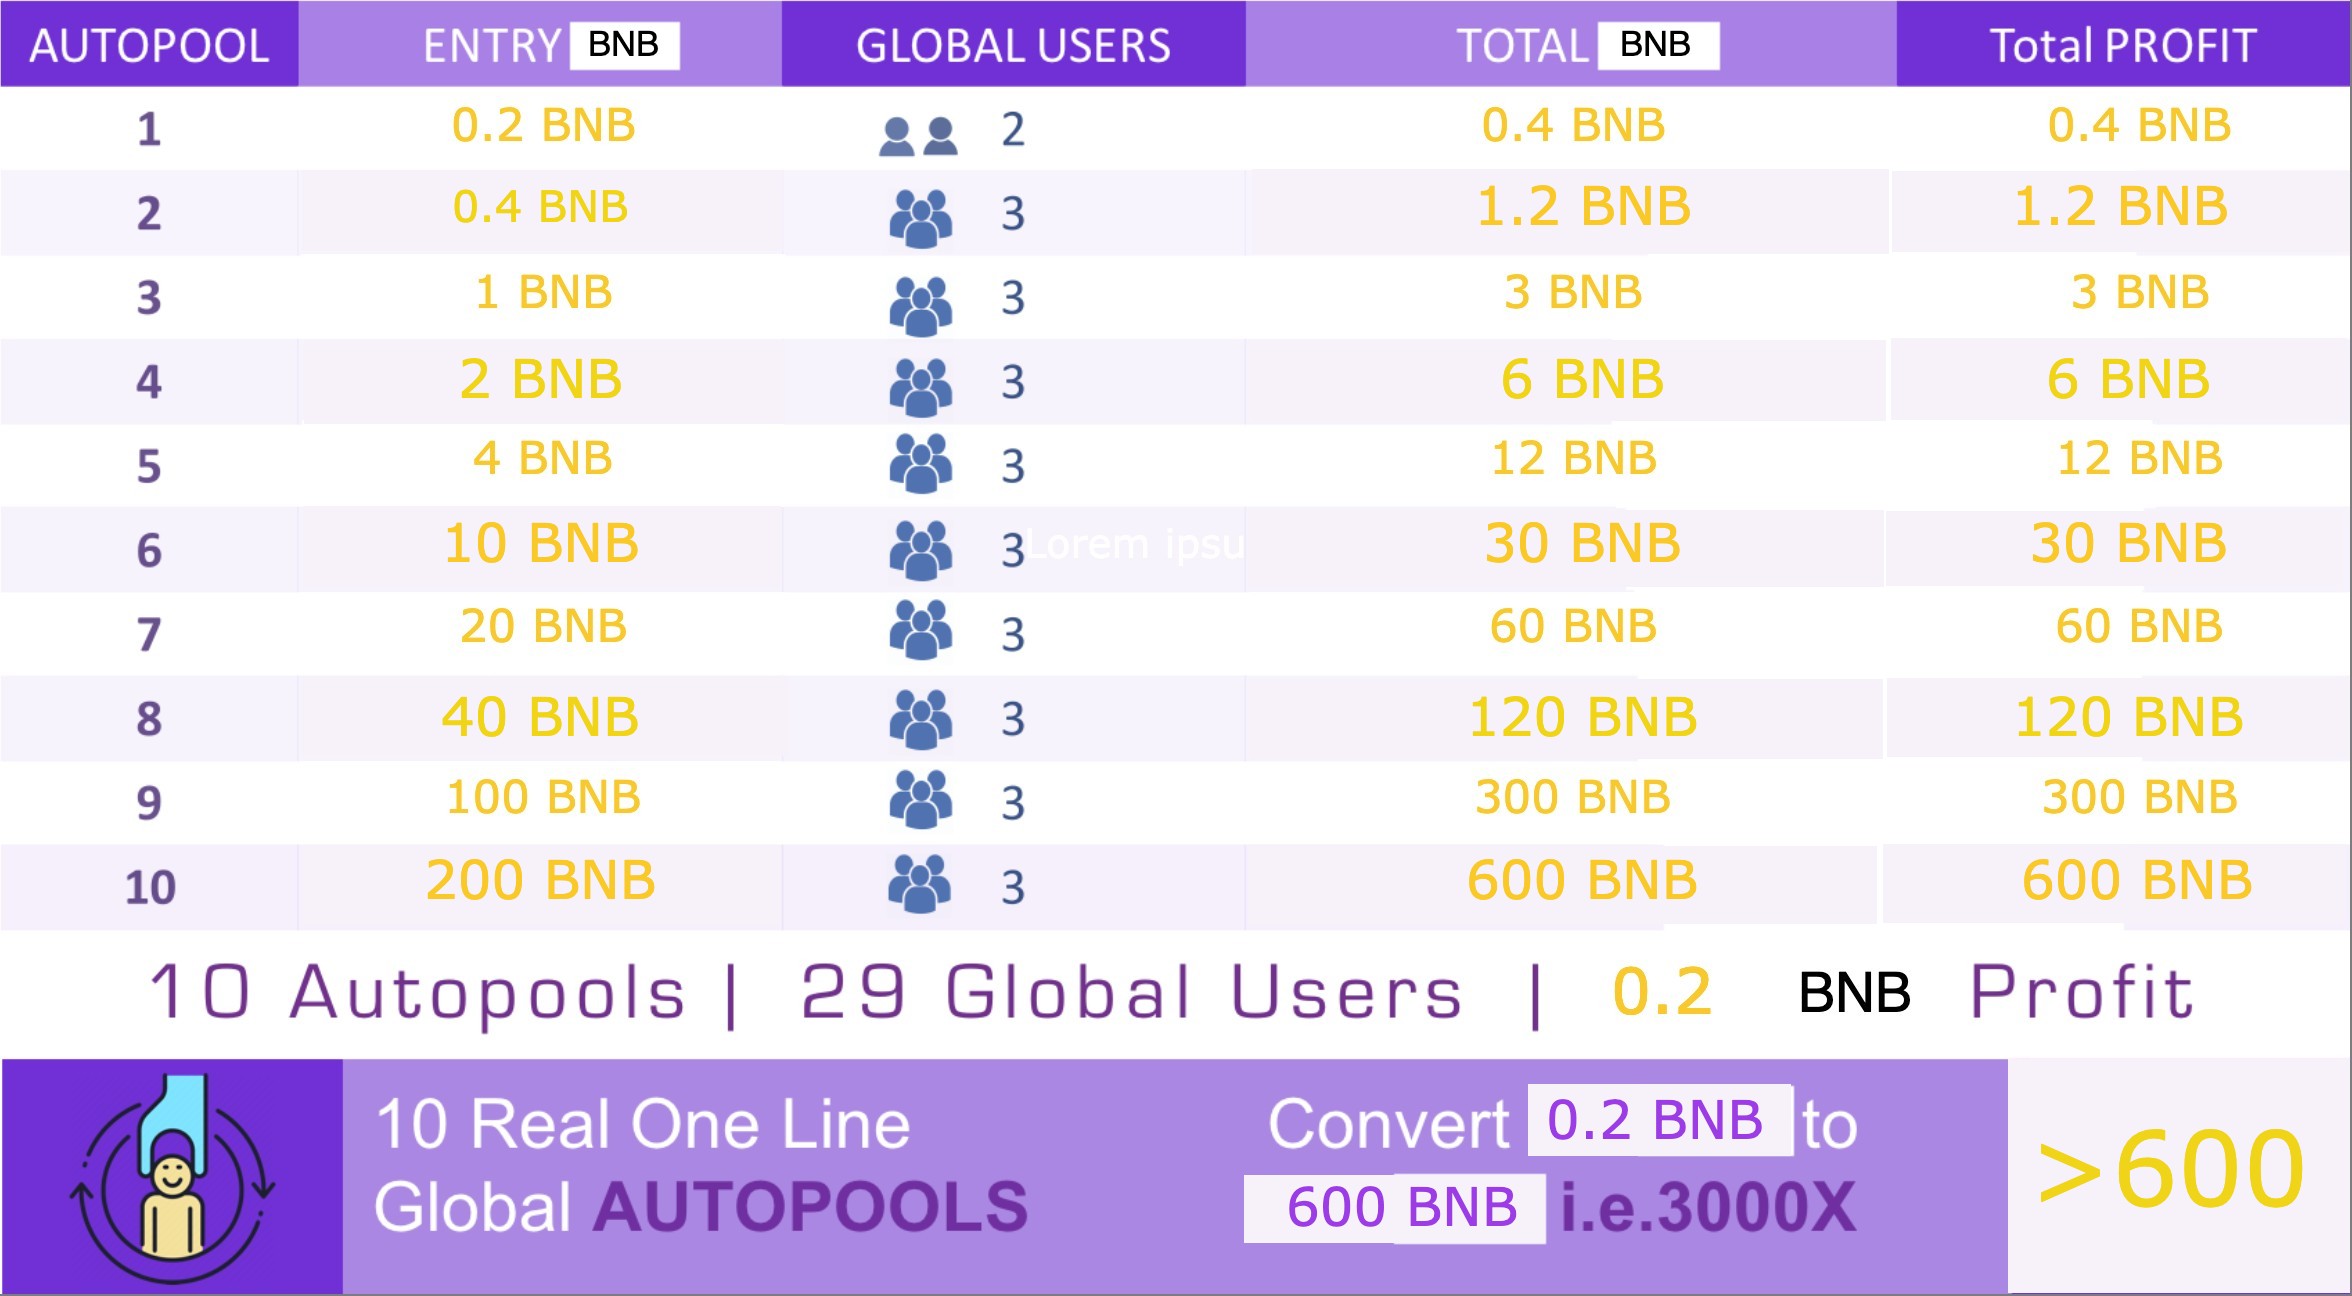 AUTOPOOL ENTRY BNB GLOBAL USERS TOTAL BNB Total PROFIT
1 0.2 BNB 2 0.4 BNB 0.4 BNB
2 0.4 BNB 3 1.2 BNB 1.2 BNB
3 1 BNB 3 3 BNB 3 BNB
4 2 BNB 3 6 BNB 6 BNB
5 4 BNB 3 12 BNB 12 BNB
6 10 BNB 3 Lorem ipsu 30 BNB 30 BNB
7 20 BNB 3 60 BNB 60 BNB
8 40 BNB 3 120 BNB 120 BNB
9 100 BNB 3 300 BNB 300 BNB
10 200 BNB 3 600 BNB 600 BNB
10 Autopools | 29 Global Users | 0.2 BNB Profit
10 Real One Line
Global AUTOPOOLS
Convert 0.2 BNB to
600 BNB i.e.3000X
>600